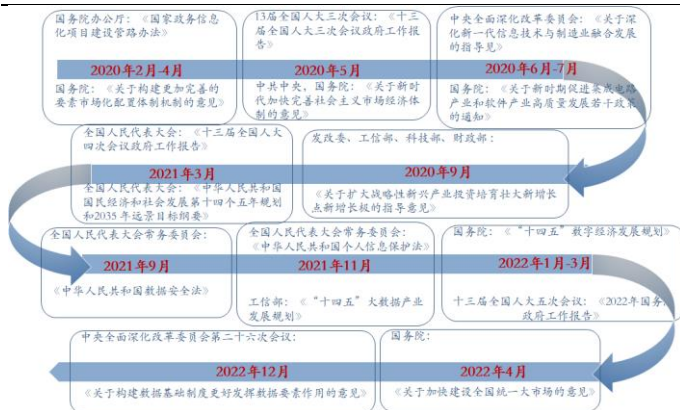 国务院办公厅:《国家政务信息
化项目建设管路办法》
2020年2月-4月
国务院:《关于构建更加完善的
要素市场化配置体制机制的意见》
13届全国人大三次会议:《十三
届全国人大三次会议政府工作报
告》
2020年5月
中共中央,国务院:《关于新时
代加快完善社会主义市场经济体
制的意见》
中央全面深化改革委员会:《关于深
化新一代信息技术与制造业融合发展
的指导见》
2020年6月-7月
国务院:《关于新时期促进集成电路
产业和软件产业高质量发展若干政策
的通知》
发改委、工信部、科技部、财政部:
2020年9月
《关于扩大战略性新兴产业投资培育壮大新增长
点新增长极的指导意见》
全国人民代表大会:《十三届全国人大
四次会议政府工作报告》
2021年3月
全国人民代表大会:《中华人民共和国
国民经济和社会发展第十四个五年规划
和2035年远景目标纲要》
全国人民代表大会常务委员会:
2021年9月
《中华人民共和国数据安全法》
全国人民代表大会常务委员会:
《中华人民共和国个人信息保护法》
2021年11月
工信部:《“十四五”大数据产业
发展规划》
国务院:《“十四五”数字经济发展规划》
2022年1月-3月
十三届全国人大五次会议:《2022年国务
政府工作报告》
国务院:
2022年4月
《关于加快建设全国统一大市场的意见》
中央全面深化改革委员会第二十六次会议:
2022年12月
《关于构建数据基础制度更好发挥数据要素作用的意见》